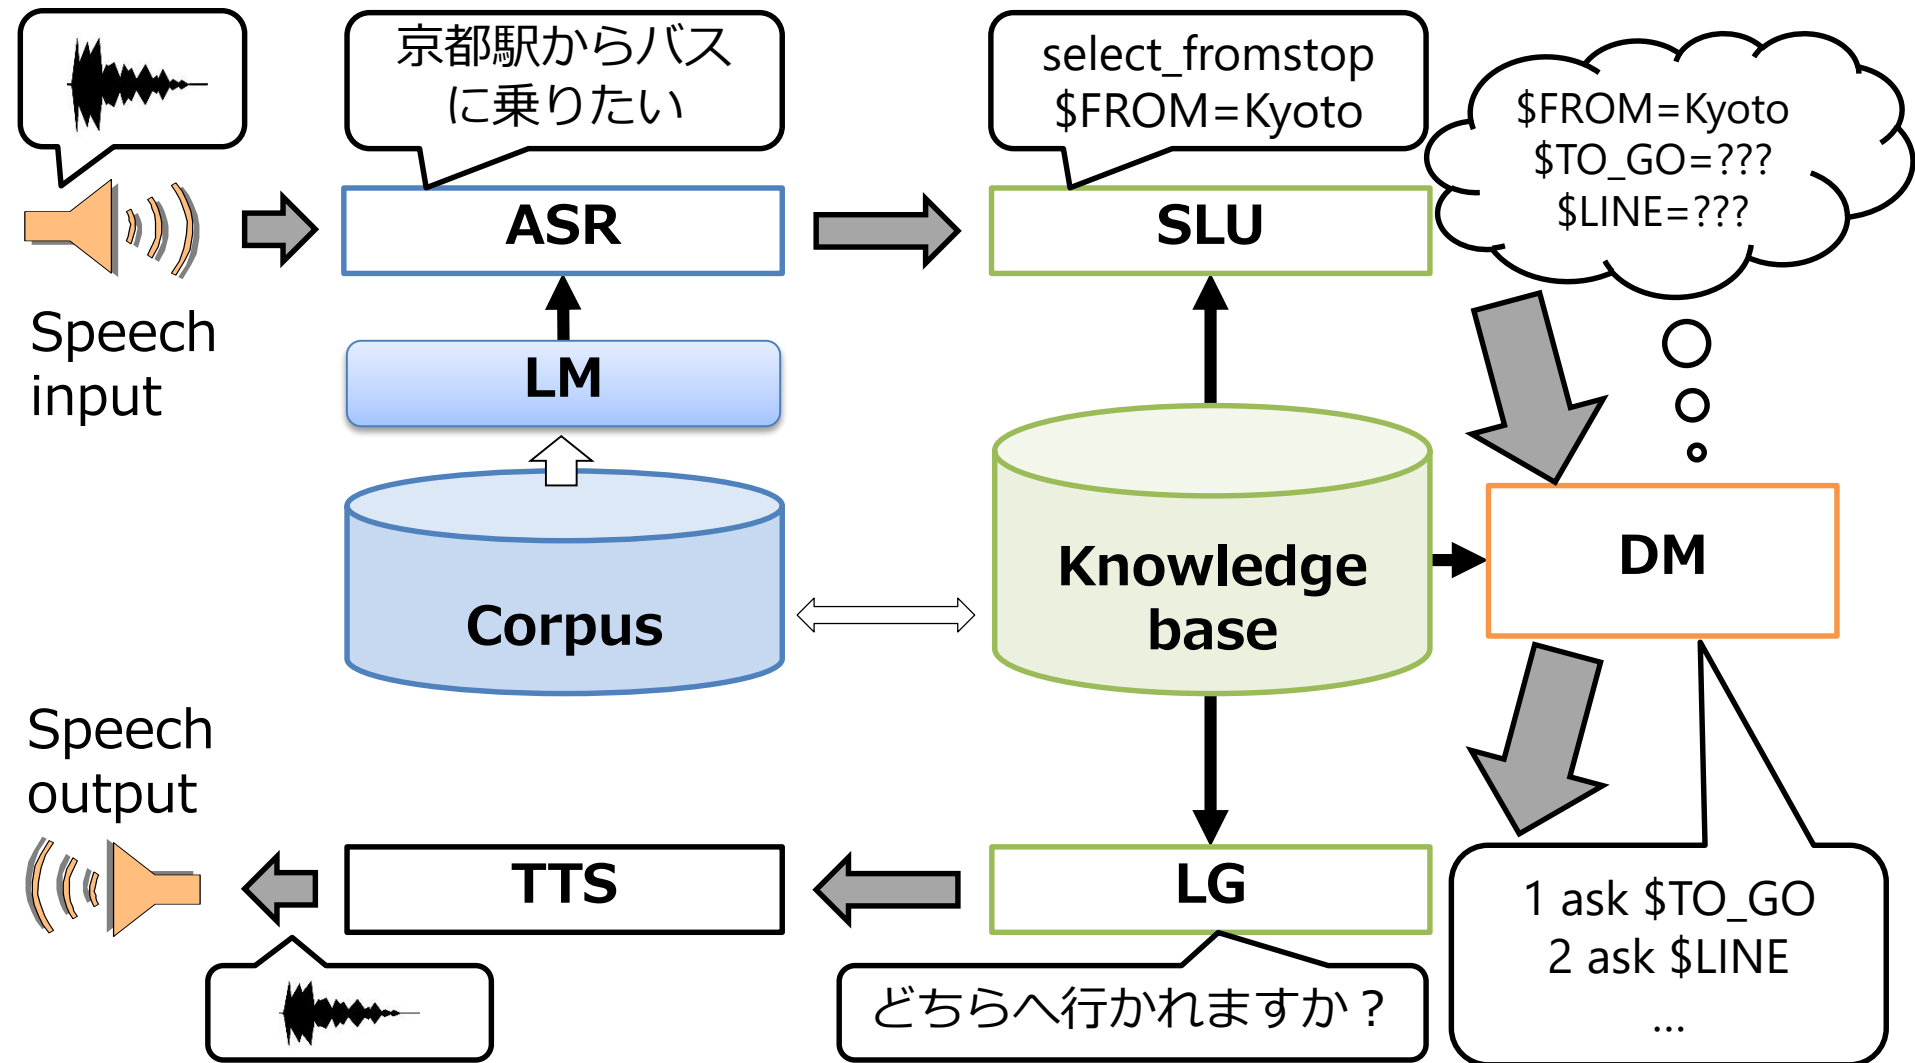 京都駅からバス
に乗りたい
select_fromstop
$FROM=Kyoto
$FROM=Kyoto
$TO_GO=???
$LINE=???
ASR
SLU
Speech
input
LM
Corpus
Knowledge
base
DM
Speech
output
TTS
LG
1 ask $TO_GO
2 ask $LINE
...
どちらへ行かれますか？